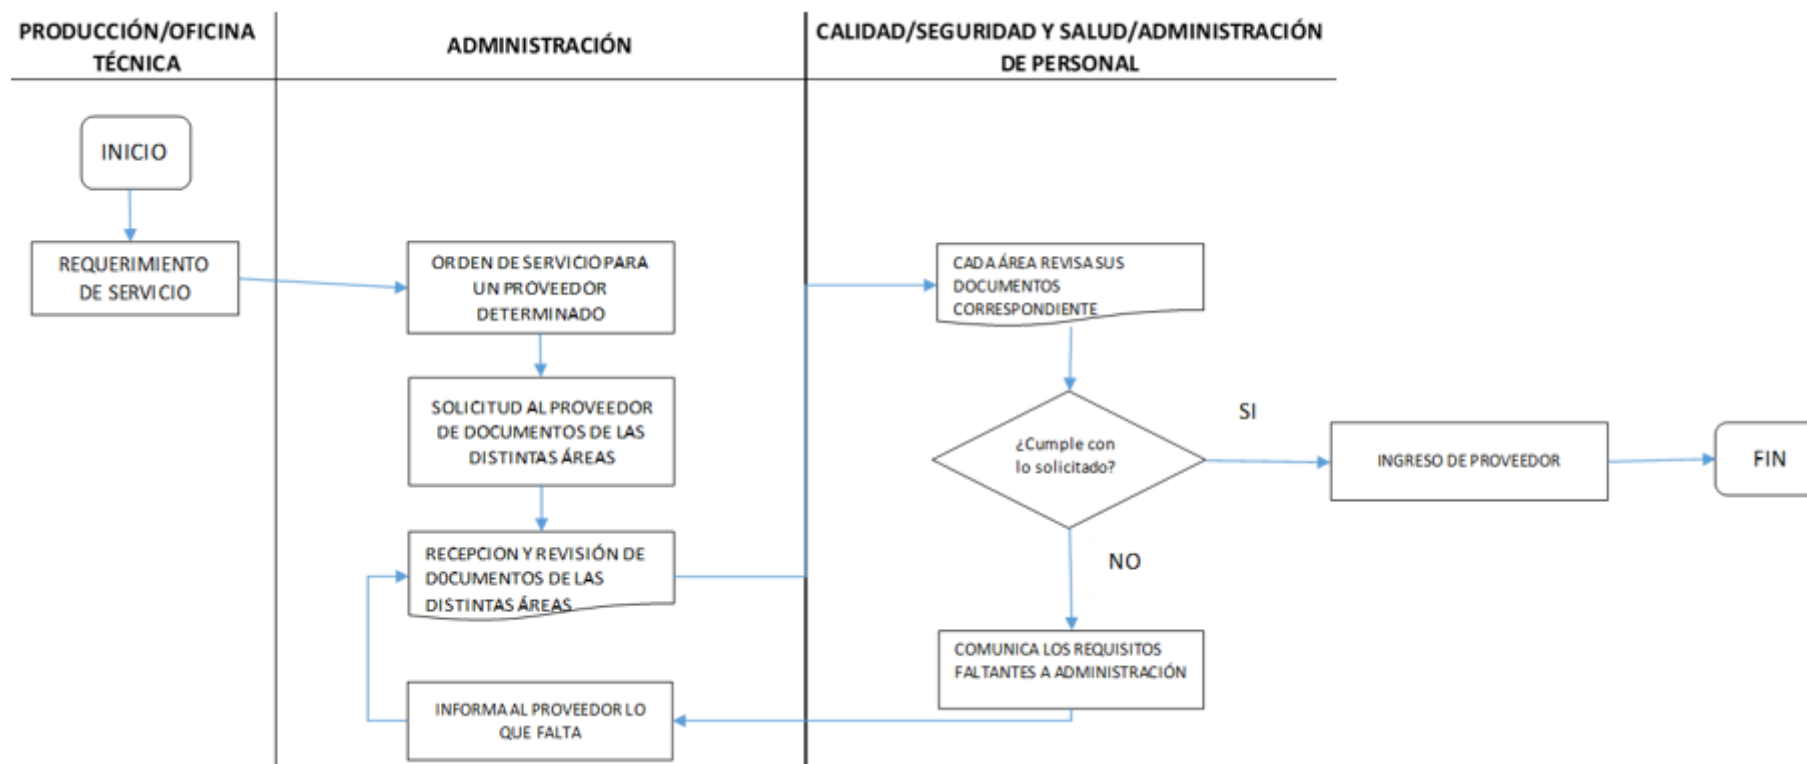 PRODUCCIÓN/OFICINA
TÉCNICA
ADMINISTRACIÓN
CALIDAD/SEGURIDAD Y SALUD/ADMINISTRACIÓN
DE PERSONAL
INICIO
REQUERIMIENTO
DE SERVICIO
ORDEN DE SERVICIO PARA
UN PROVEEDOR
DETERMINADO
SOLICITUD AL PROVEEDOR
DE DOCUMENTOS DE LAS
DISTINTAS ÁREAS
RECEPCION Y REVISIÓN DE
DOCUMENTOS DE LAS
DISTINTAS ÁREAS
INFORMA AL PROVEEDOR LO
QUE FALTA
CADA ÁREA REVISA SUS
DOCUMENTOS
CORRESPONDIENTE
¿Cumple con
lo solicitado?
SI
NO
COMUNICA LOS REQUISITOS
FALTANTES A ADMINISTRACIÓN
INGRESO DE PROVEEDOR
FIN